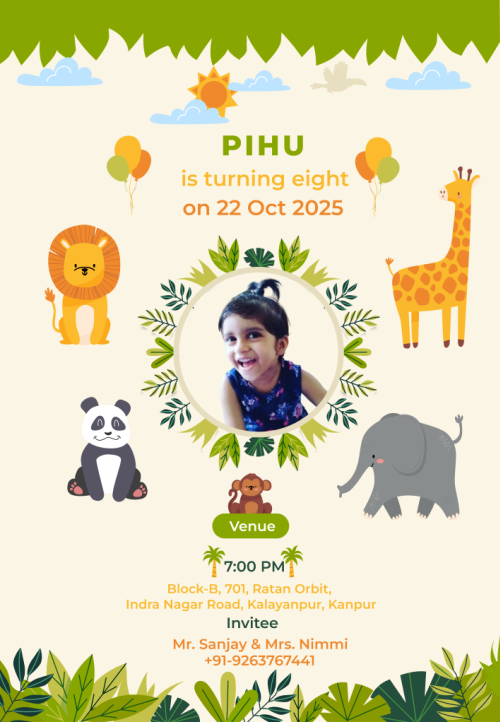 PIHU
is turning eight
on 22 Oct 2025
Venue
7:00 PM
Block-B, 701, Ratan Orbit,
Indra Nagar Road, Kalayanpur, Kanpur
Invitee
Mr. Sanjay & Mrs. Nimmi
+91-9263767441